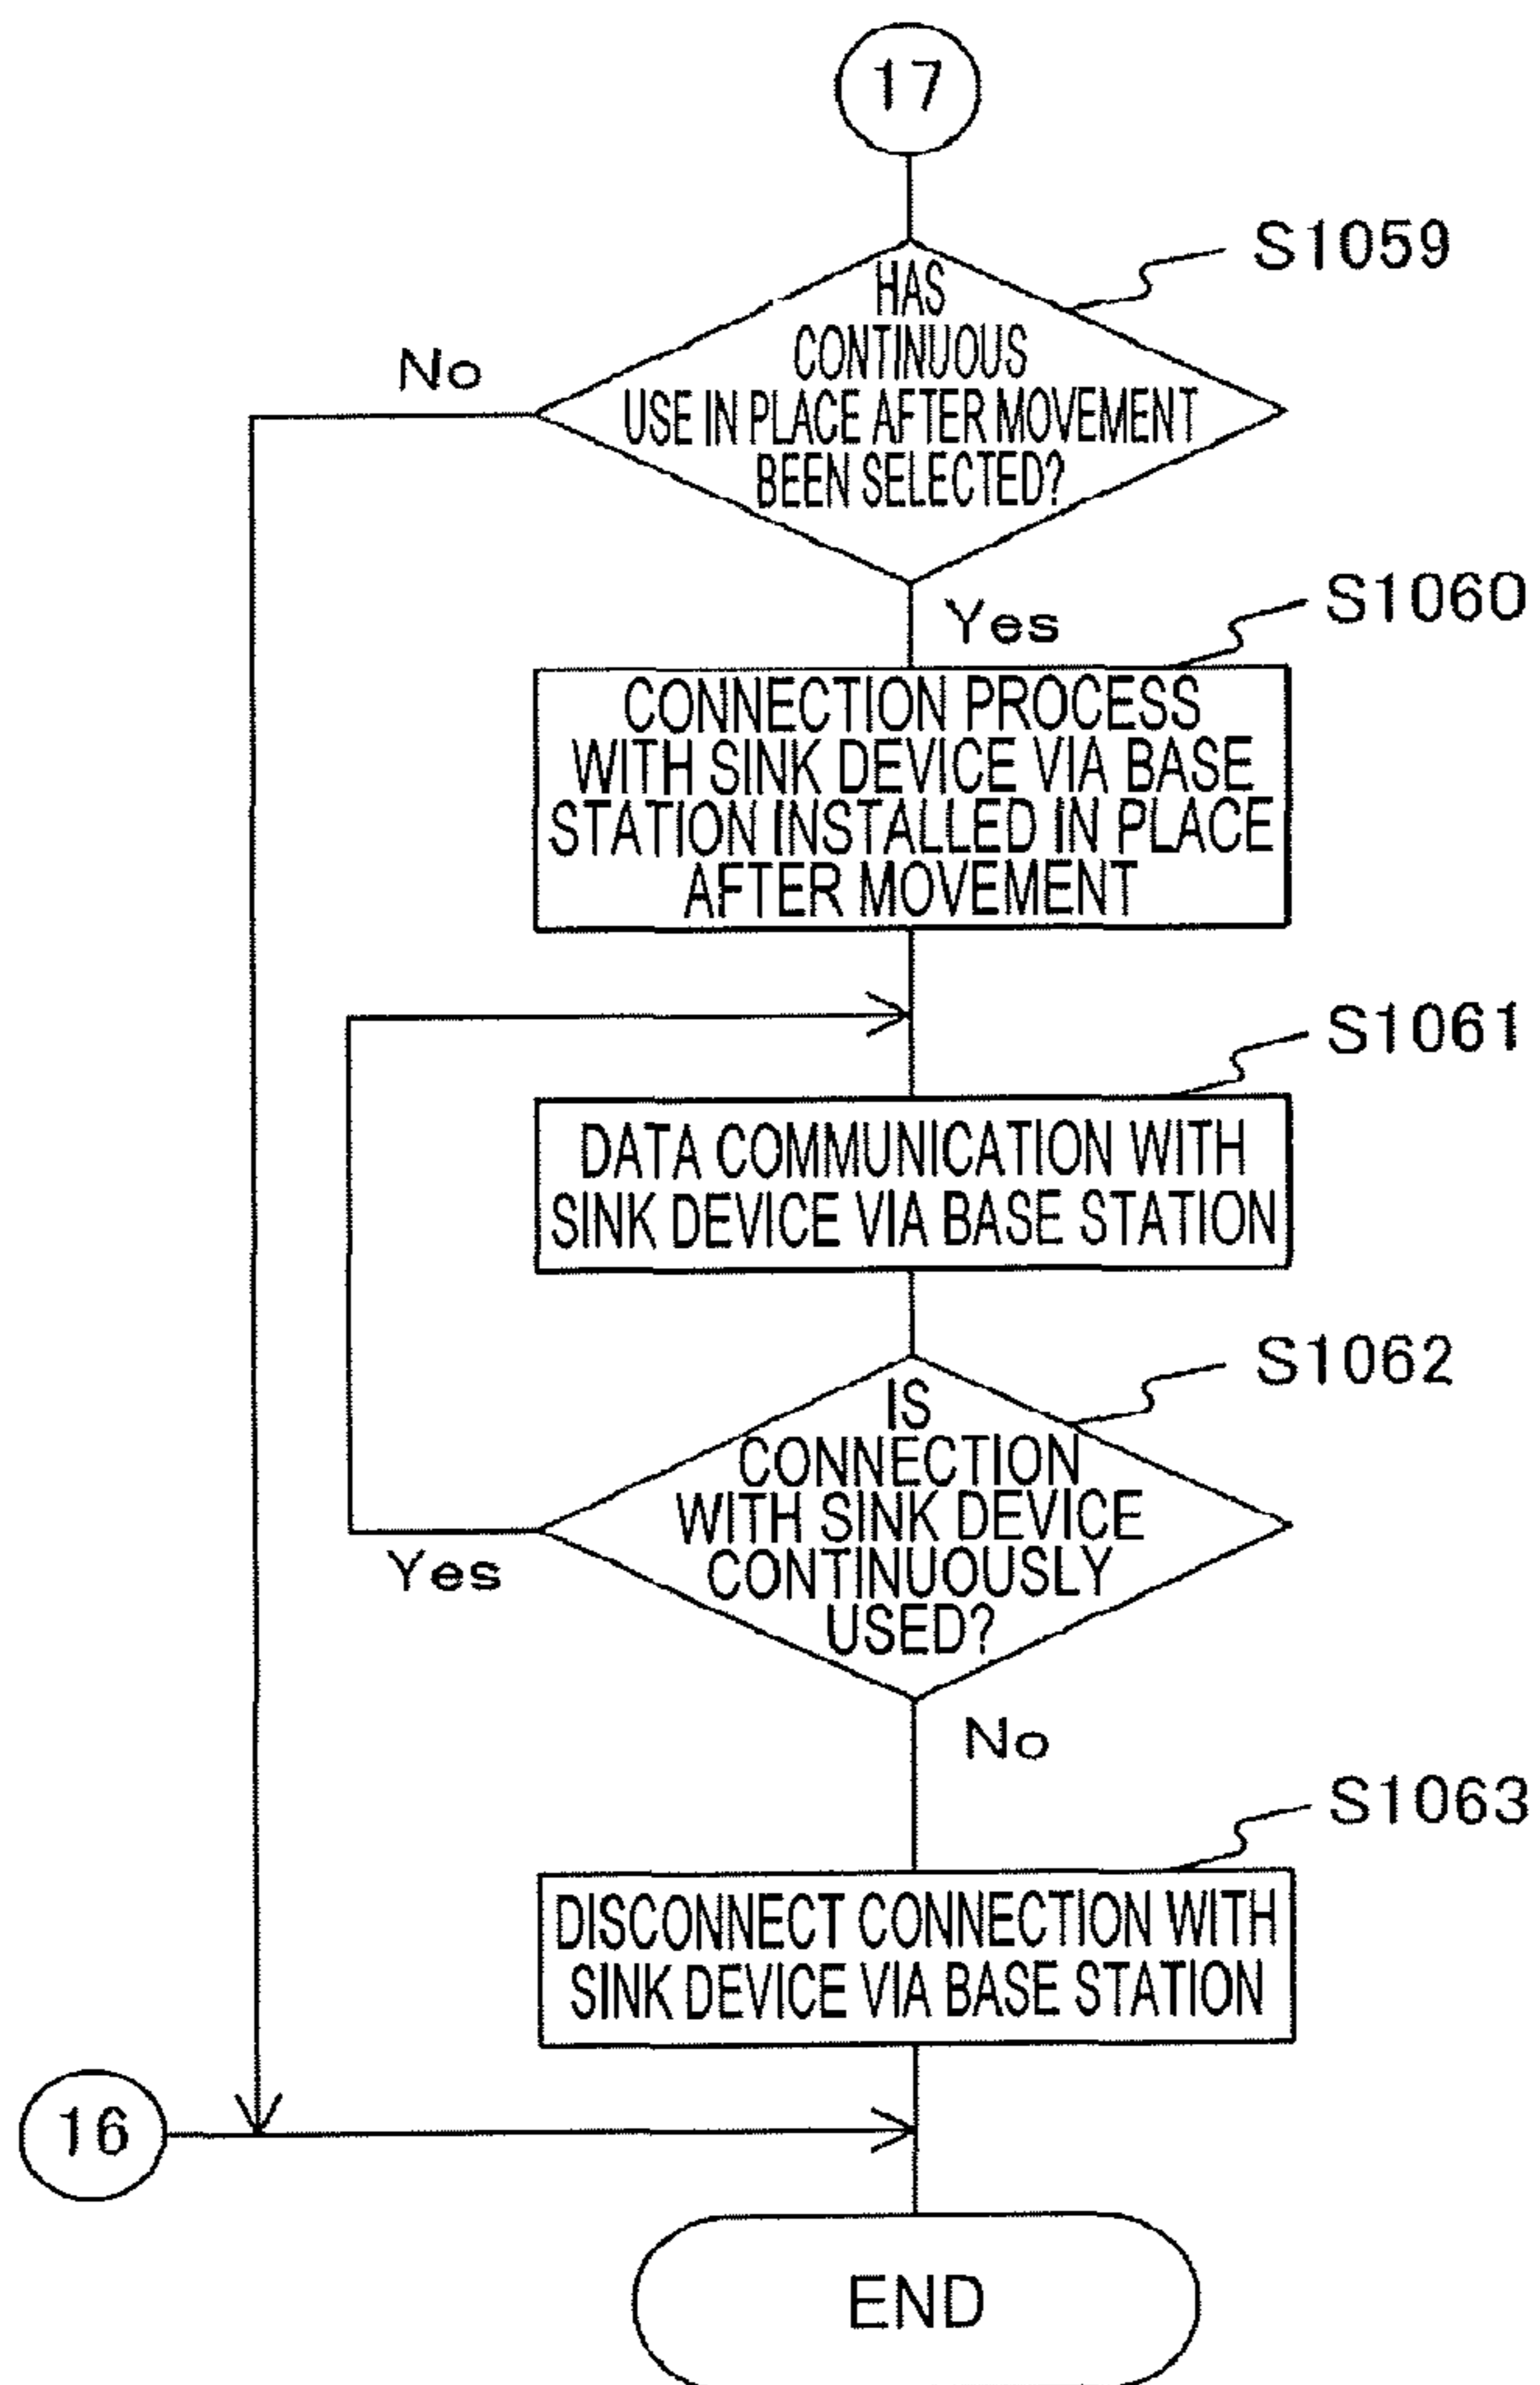 17
S1059
HAS
CONTINUOUS
USE IN PLACE AFTER MOVEMENT
BEEN SELECTED?
No
Yes
S1060
CONNECTION PROCESS
WITH SINK DEVICE VIA BASE
STATION INSTALLED IN PLACE
AFTER MOVEMENT
S1061
DATA COMMUNICATION WITH
SINK DEVICE VIA BASE STATION
S1062
IS
CONNECTION
WITH SINK DEVICE
CONTINUOUSLY
USED?
Yes
No
S1063
DISCONNECT CONNECTION WITH
SINK DEVICE VIA BASE STATION
16
END